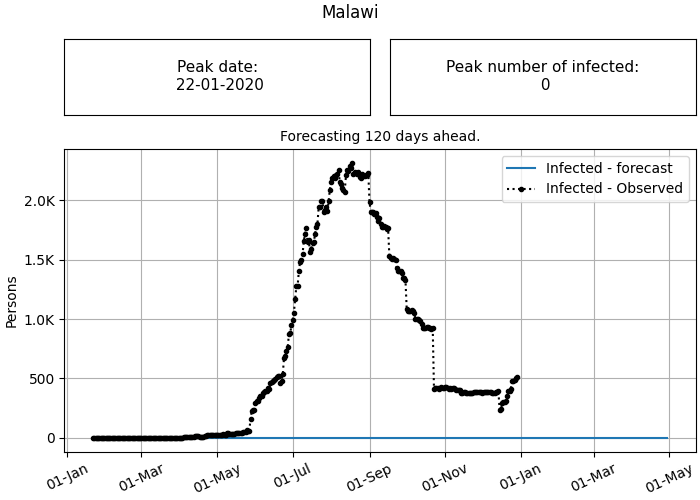 Malawi
Peak date:
22-01-2020
Peak number of infected:
0
Forecasting 120 days ahead.
Infected - forecast
Infected - Observed
Persons
2.0K
1.5K
1.0K
500
0
01-Jan
01-Mar
01-May
01-Jul
01-Sep
01-Nov
01-Jan
01-Mar
01-May